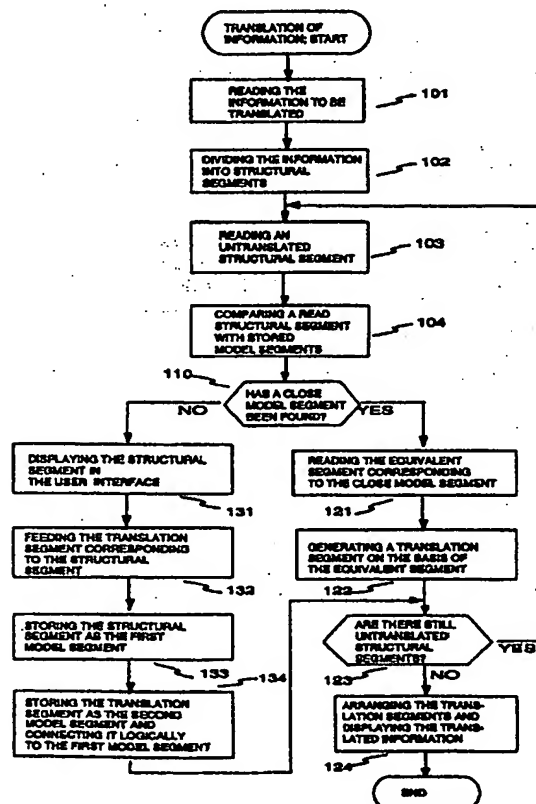 TRANSLATION OF
INFORMATION; START
READING THE
INFORMATION TO BE
TRANSLATED
101
DIVIDING THE INFORMATION
INTO STRUCTURAL
SEGMENTS
102
READING AN
UNTRANSLATED
STRUCTURAL SEGMENT
103
COMPARING A READ
STRUCTURAL SEGMENT
WITH STORED
MODEL SEGMENTS
104
110
HAS A CLOSE
MODEL SEGMENT
BEEN FOUND?
NO
YES
DISPLAYING THE STRUCTURAL
SEGMENT IN
THE USER INTERFACE
131
FEEDING THE TRANSLATION
SEGMENT CORRESPONDING
TO THE STRUCTURAL
SEGMENT
132
STORING THE STRUCTURAL
SEGMENT AS THE FIRST
MODEL SEGMENT
133
134
STORING THE TRANSLATION
SEGMENT AS THE SECOND
MODEL SEGMENT AND
CONNECTING IT LOGICALLY
TO THE FIRST MODEL SEGMENT
READING THE EQUIVALENT
SEGMENT CORRESPONDING
TO THE CLOSE MODEL SEGMENT
121
GENERATING A TRANSLATION
SEGMENT ON THE BASIS OF
THE EQUIVALENT SEGMENT
122
ARE THERE STILL
UNTRANSLATED
STRUCTURAL
SEGMENTS?
YES
123
NO
ARRANGING THE TRANS-
LATION SEGMENTS AND
DISPLAYING THE TRANS-
LATED INFORMATION
124
END